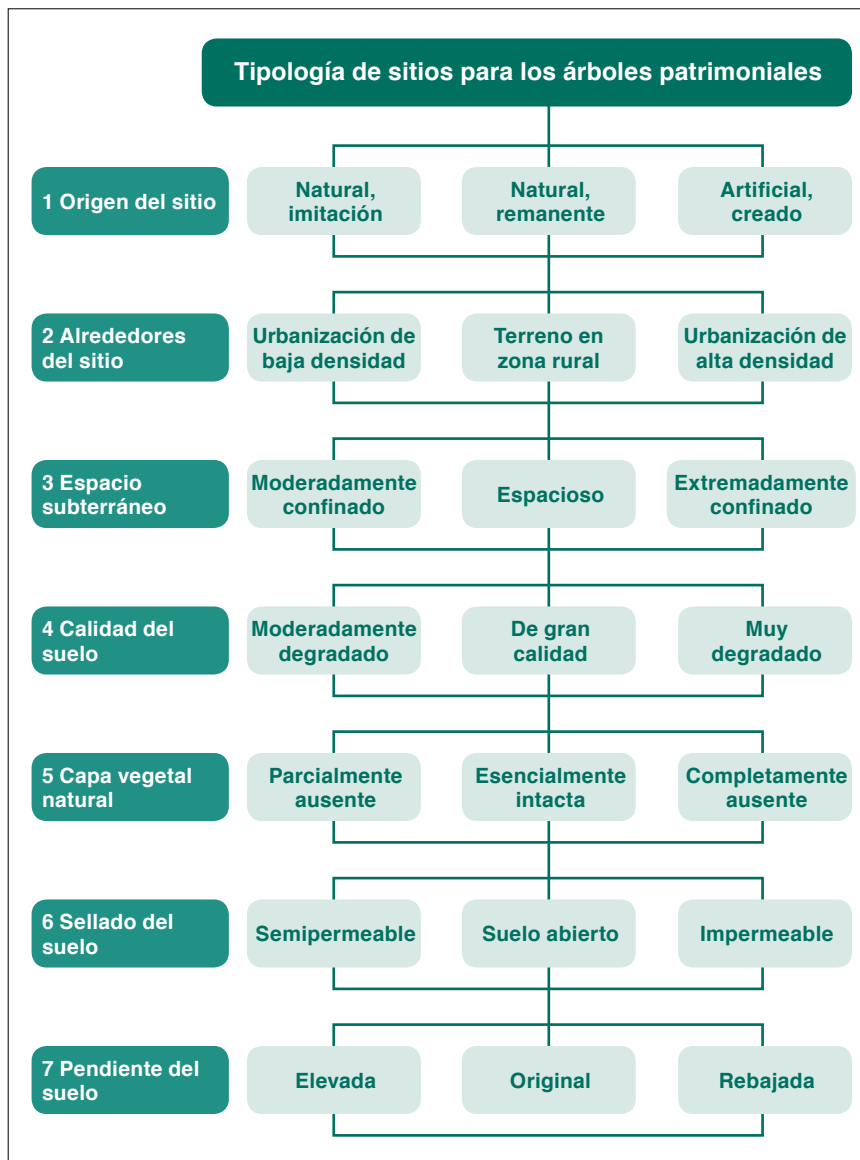 Tipología de sitios para los árboles patrimoniales
1 Origen del sitio
Natural,
imitación
Natural,
remanente
Artificial,
creado
2 Alrededores
del sitio
Urbanización de
baja densidad
Terreno en
zona rural
Urbanización de
alta densidad
3 Espacio
subterráneo
Moderadamente
confinado
Espacioso
Extremadamente
confinado
4 Calidad del
suelo
Moderadamente
degradado
De gran
calidad
Muy
degradado
5 Capa vegetal
natural
Parcialmente
ausente
Esencialmente
intacta
Completamente
ausente
6 Sellado del
suelo
Semipermeable
Suelo abierto
Impermeable
7 Pendiente del
suelo
Elevada
Original
Rebajada